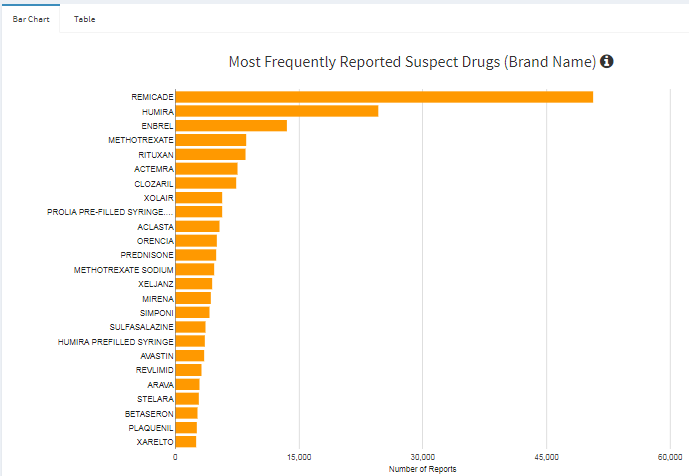 Bar Chart
Table
Most Frequently Reported Suspect Drugs (Brand Name)
REMICADE
HUMIRA
ENBREL
METHOTREXATE
RITUXAN
ACTEMRA
CLOZARIL
XOLAIR
PROLIA PRE-FILLED SYRINGE....
ACLASTA
ORENCIA
PREDNISONE
METHOTREXATE SODIUM
XELJANZ
MIRENA
SIMPONI
SULFASALAZINE
HUMIRA PREFILLED SYRINGE
AVASTIN
REVLIMID
ARAVA
STELARA
BETASERON
PLAQUENIL
XARELTO
0 15,000 30,000 45,000 60,000
Number of Reports